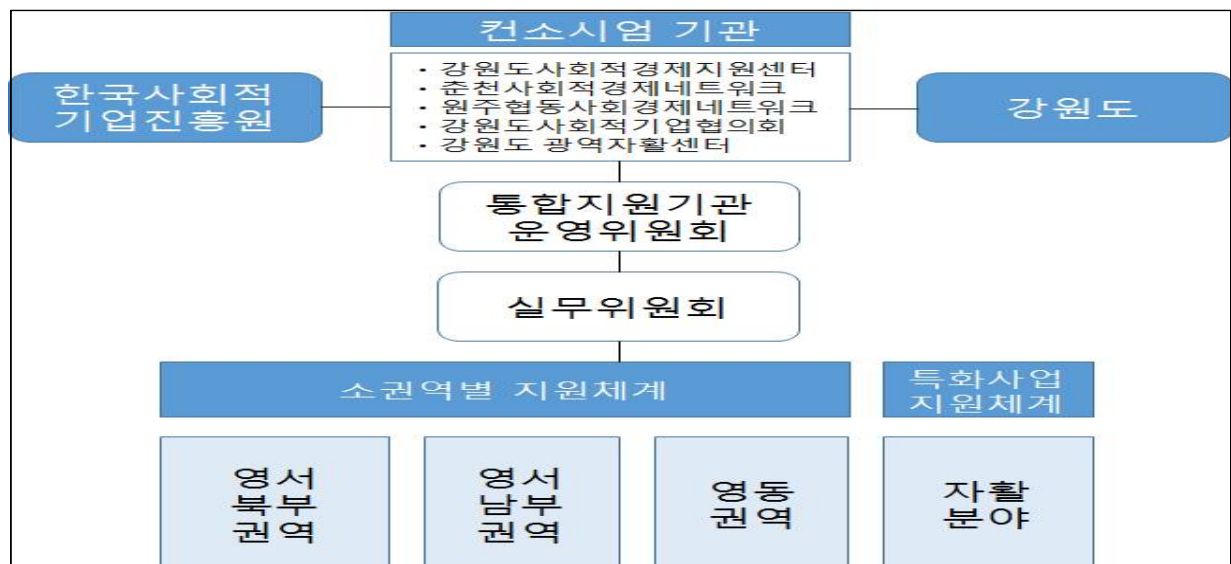 컨소시엄 기관
한국사회적
기업진흥원
• 강원도사회적경제지원센터
• 춘천사회적경제네트워크
• 원주협동사회경제네트워크
• 강원도사회적기업협의회
• 강원도 광역자활센터
강원도
통합지원기관
운영위원회
실무위원회
소권역별 지원체계
특화사업
지원체계
영서
북부
권역
영서
남부
권역
영동
권역
자활
분야